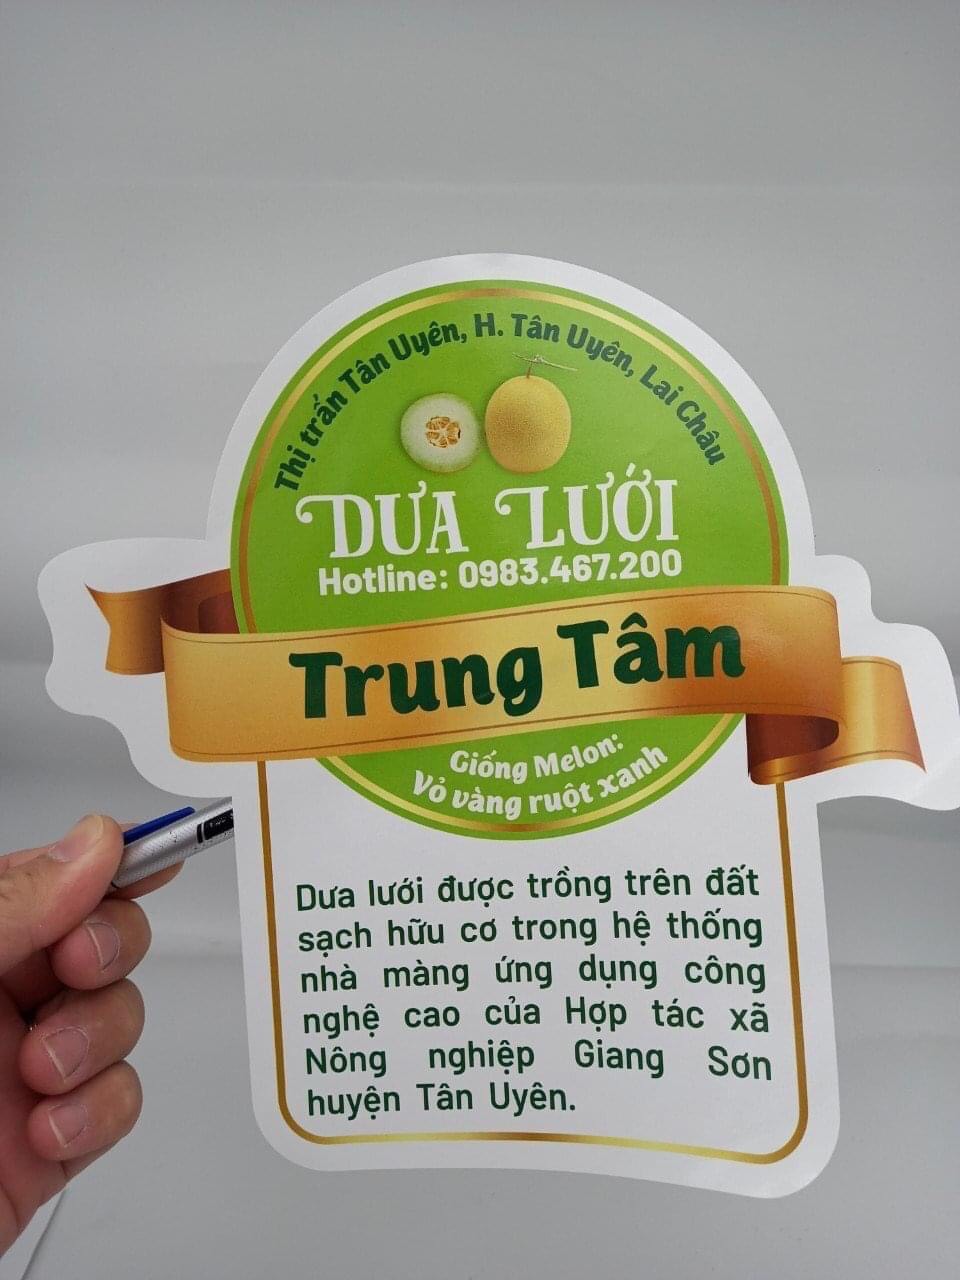 Thị trấn Tân Uyên, H. Tân Uyên, Lai Châu
DƯA LƯỚI
Hotline: 0983.467.200
Trung Tâm
Giống Melon:
Vỏ vàng ruột xanh
Dưa lưới được trồng trên đất
sạch hữu cơ trong hệ thống
nhà màng ứng dụng công
nghệ cao của Hợp tác xã
Nông nghiệp Giang Sơn
huyện Tân Uyên.